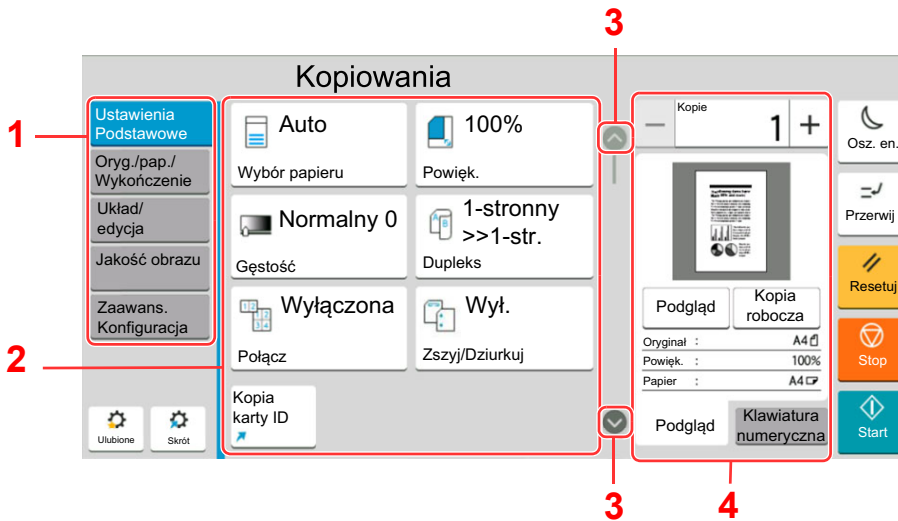 3
Kopiowania
1
Ustawienia
Podstawowe
Oryg./pap./
Wykończenie
Układ/
edycja
Jakość obrazu
Zaawans.
Konfiguracja
2
Ulubione
Skrót
Auto
Wybór papieru
100%
Powięk.
Normalny 0
Gęstość
1-stronny
>>1-str.
Dupleks
Wyłączona
Połącz
Wył.
Zszyj/Dziurkuj
Kopia
karty ID
3
Kopie
1
Podgląd
Kopia
robocza
Oryginał : A4
Powięk. : 100%
Papier : A4
Podgląd
Klawiatura
numeryczna
4
Osz. en.
Przerwij
Resetuj
Stop
Start